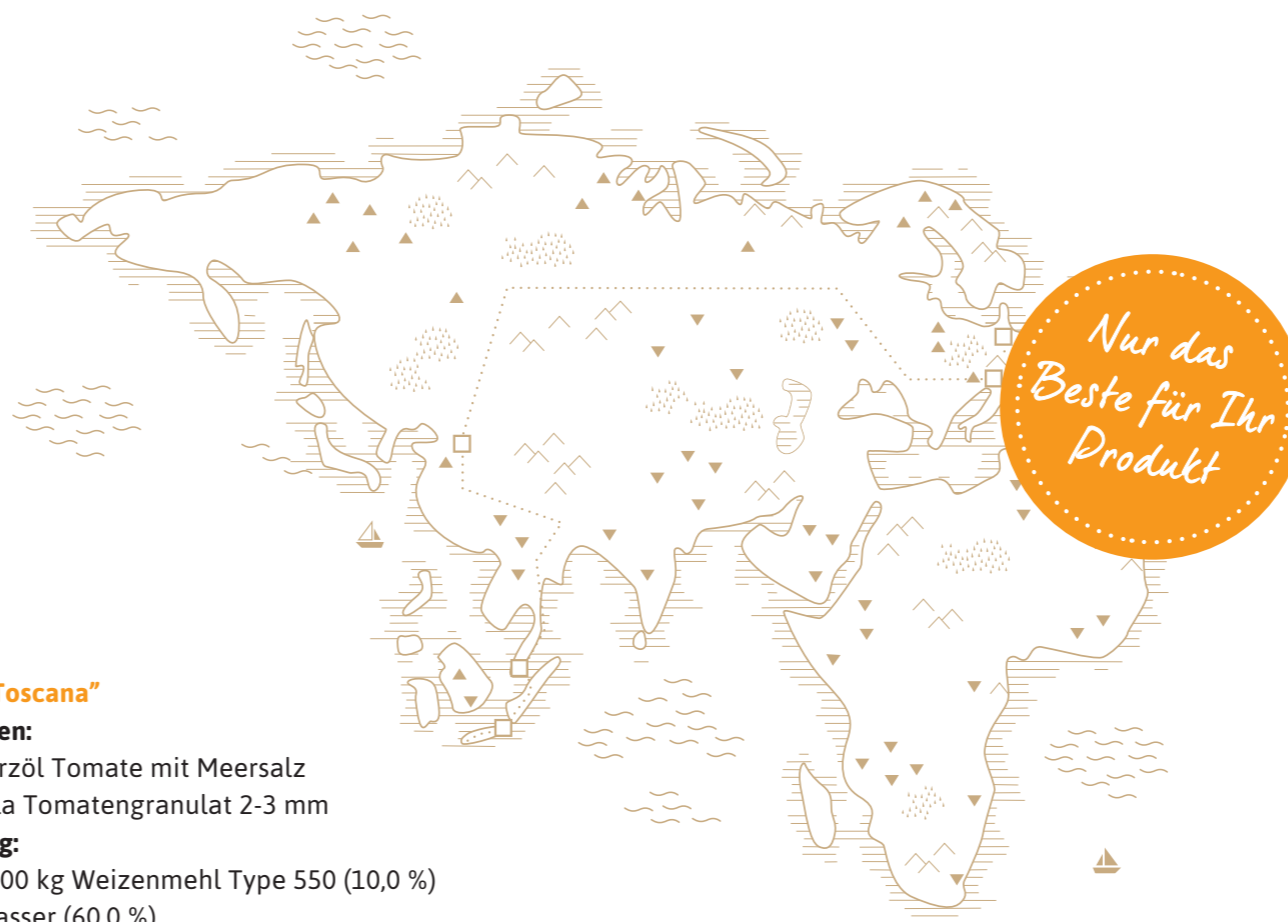 Nur das
Beste für Ihr
Produkt
Toscana”
en:
rzöl Tomate mit Meersalz
la Tomatengranulat 2-3 mm
g:
00 kg Weizenmehl Type 550 (10,0 %)
asser (60,0 %)